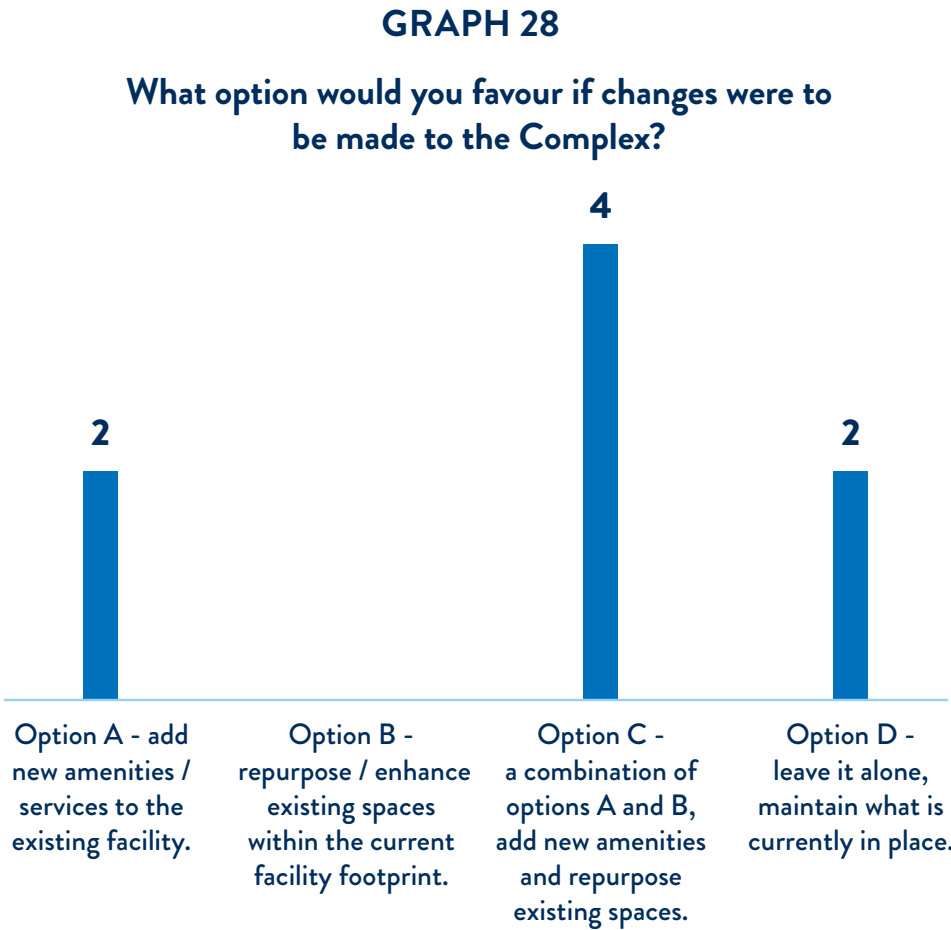 GRAPH 28
What option would you favour if changes were to
be made to the Complex?
4
2
2
Option A - add
new amenities /
services to the
existing facility.
Option B -
repurpose / enhance
existing spaces
within the current
facility footprint.
Option C -
a combination of
options A and B,
add new amenities
and repurpose
existing spaces.
Option D -
leave it alone,
maintain what is
currently in place.